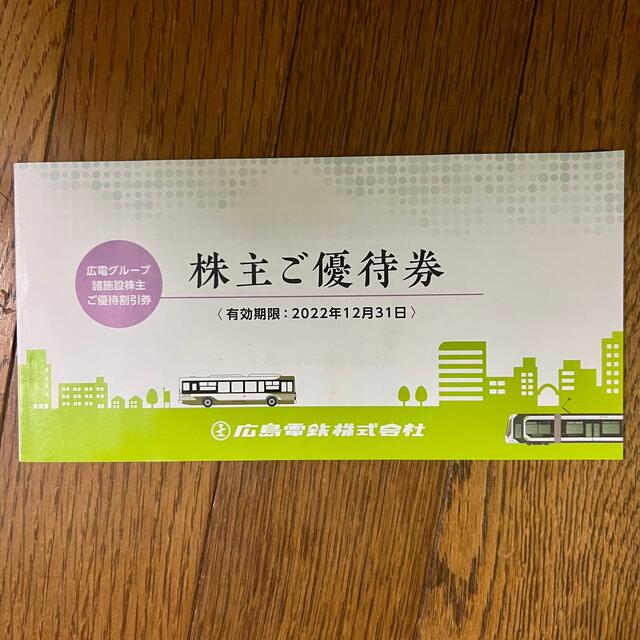 広電グループ
諸施設株主
ご優待割引券
株主ご優待券
〈有効期限：2022年12月31日〉
広島電鉄株式会社